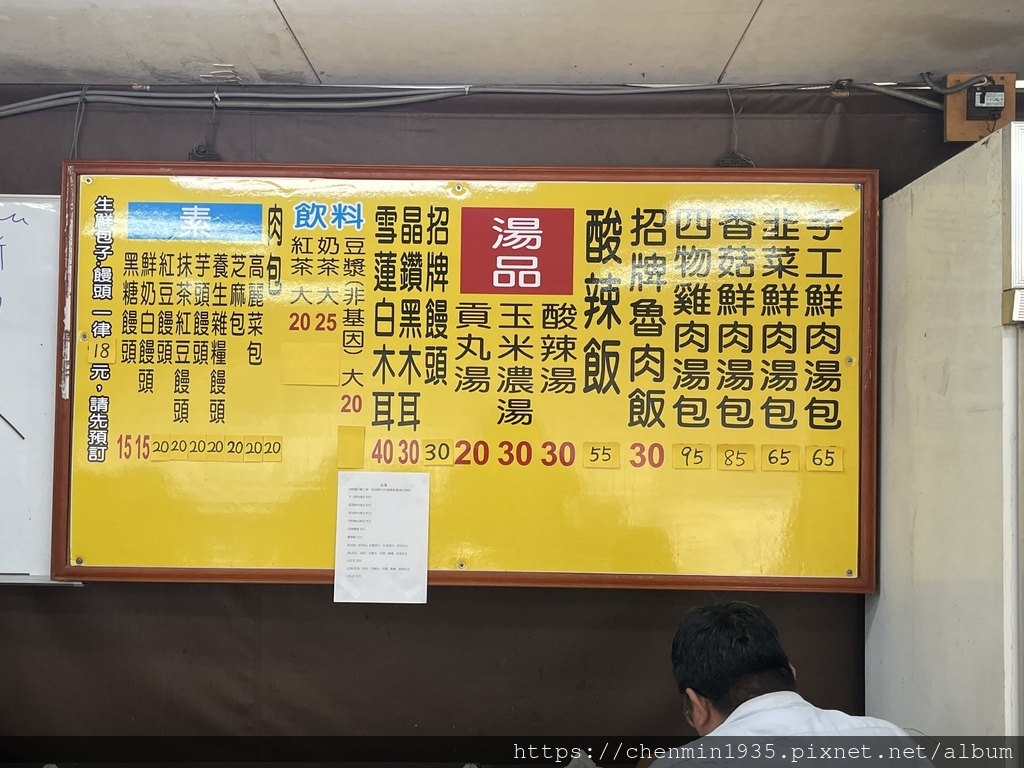 手工鮮肉湯包 65
韭菜鮮肉湯包 65
香菇鮮肉湯包 85
四物雞肉湯包 95
招牌魯肉飯 30
酸辣飯 55
湯品
酸辣湯 30
玉米濃湯 30
貢丸湯 20
招牌饅頭 30
晶鑽黑木耳 30
雪蓮白木耳 40
飲料
豆漿(非基因)大 20
奶茶大 25
紅茶大 20
肉包 20
素
高麗菜包 20
芝麻包 20
養生雜糧饅頭 20
芋頭饅頭 20
抹茶紅豆饅頭 20
紅豆饅頭 20
鮮奶白饅頭 15
黑糖饅頭 15
生鮮包子·饅頭 一律18元，請先預訂
https://chenmin1935.pixnet.net/album